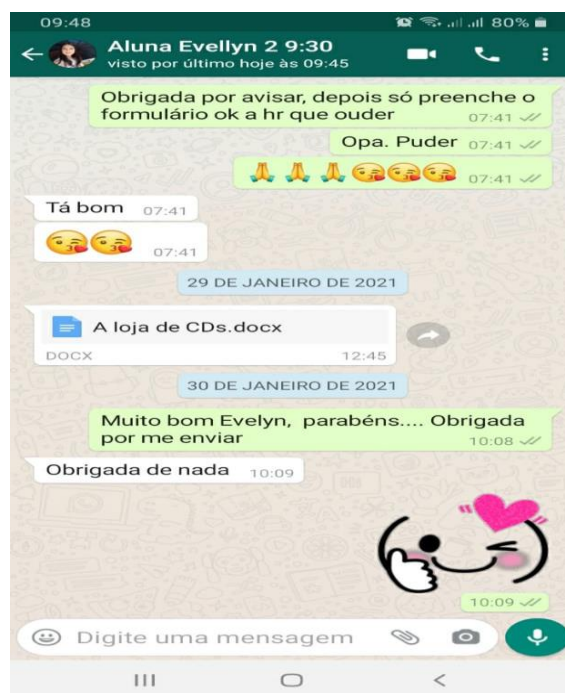 09:48
80%
Aluna Evellyn 2 9:30
visto por último hoje às 09:45
Obrigada por avisar, depois só preenche o
formulário ok a hr que ouder
07:41
Opa. Puder 07:41
07:41
Tá bom 07:41
07:41
29 DE JANEIRO DE 2021
A loja de CDs.docx
DOCX 12:45
30 DE JANEIRO DE 2021
Muito bom Evelyn, parabéns.... Obrigada
por me enviar
10:08
Obrigada de nada 10:09
10:09
Digite uma mensagem